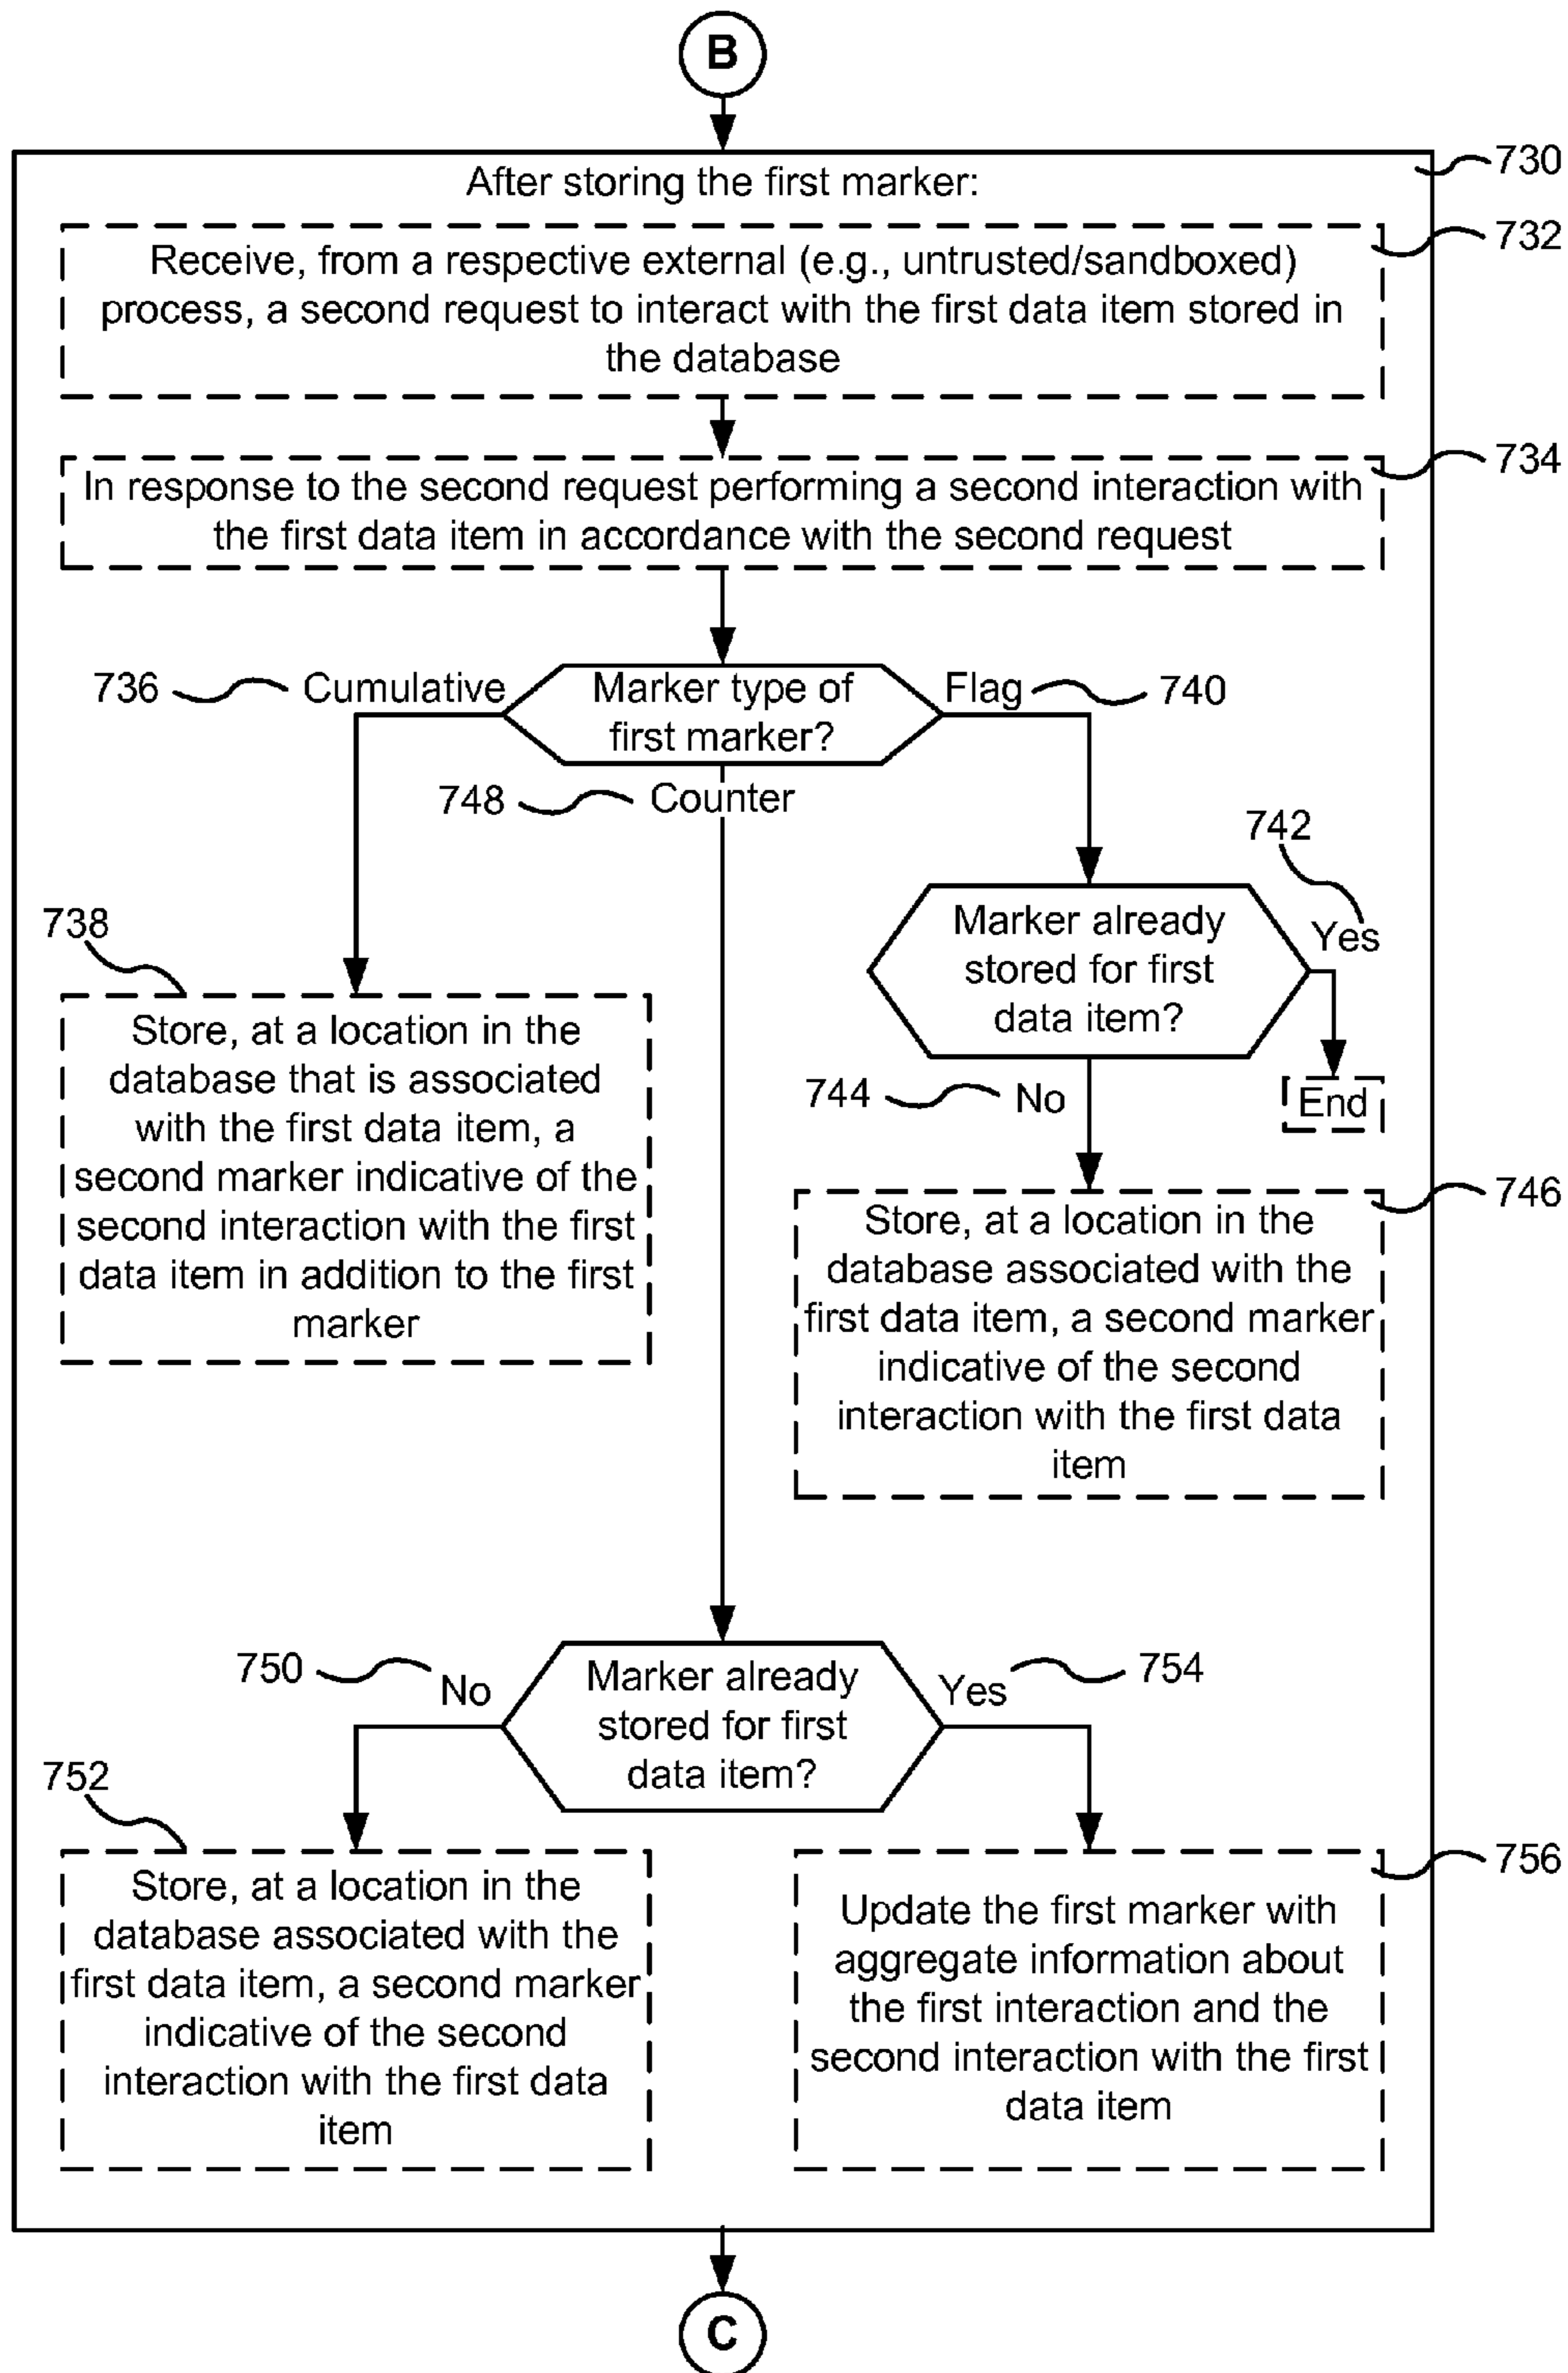 B
After storing the first marker:
730
Receive, from a respective external (e.g., untrusted/sandboxed)
process, a second request to interact with the first data item stored in
the database
732
In response to the second request performing a second interaction with
the first data item in accordance with the second request
734
736
Cumulative
Marker type of
first marker?
Flag
740
748
Counter
742
Marker already
stored for first
data item?
Yes
End
744
No
738
Store, at a location in the
database that is associated
with the first data item, a
second marker indicative of the
second interaction with the first
data item in addition to the first
marker
746
Store, at a location in the
database associated with the
first data item, a second marker
indicative of the second
interaction with the first data
item
750
No
Marker already
stored for first
data item?
Yes
754
752
Store, at a location in the
database associated with the
first data item, a second marker
indicative of the second
interaction with the first data
item
756
Update the first marker with
aggregate information about
the first interaction and the
second interaction with the first
data item
C